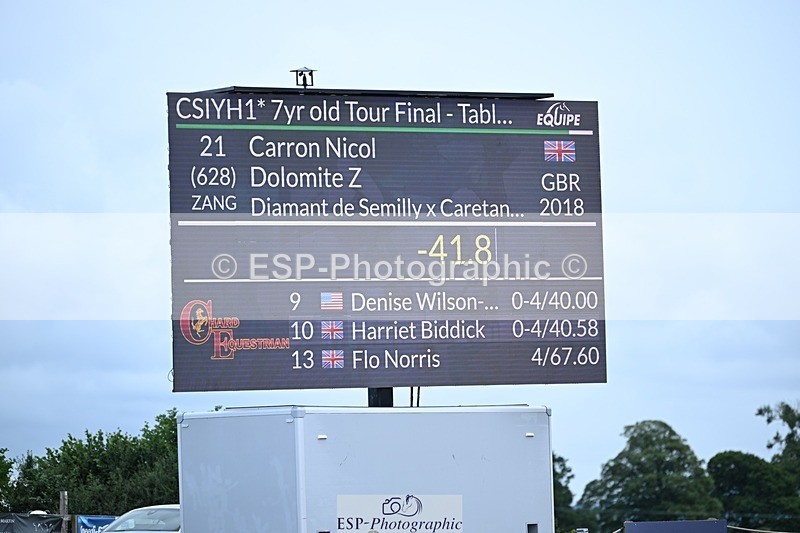 CSIYH1* 7yr old Tour Final - Tabl...
EQUIPE
21 Carron Nicol
(628) Dolomite Z GBR
ZANG Diamant de Semilly x Caretan... 2018
-41.8
© ESP-Photographic ©
9 Denise Wilson-... 0-4/40.00
CHARD EQUESTRIAN
10 Harriet Biddick 0-4/40.58
13 Flo Norris 4/67.60
ESP-Photographic